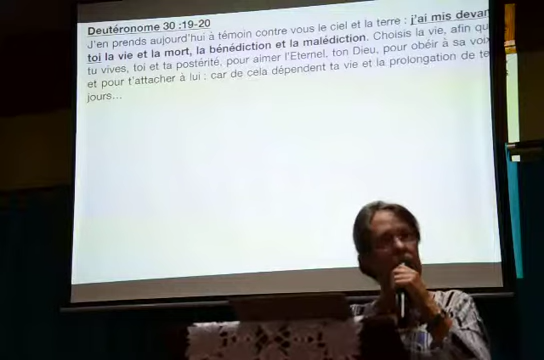 Deutéronome 30 :19-20
J'en prends aujourd'hui à témoin contre vous le ciel et la terre : j'ai mis devan
toi la vie et la mort, la bénédiction et la malédiction. Choisis la vie, afin qu
tu vives, toi et ta postérité, pour aimer l'Eternel, ton Dieu, pour obéir à sa voix
et pour t'attacher à lui : car de cela dépendent ta vie et la prolongation de te
jours...